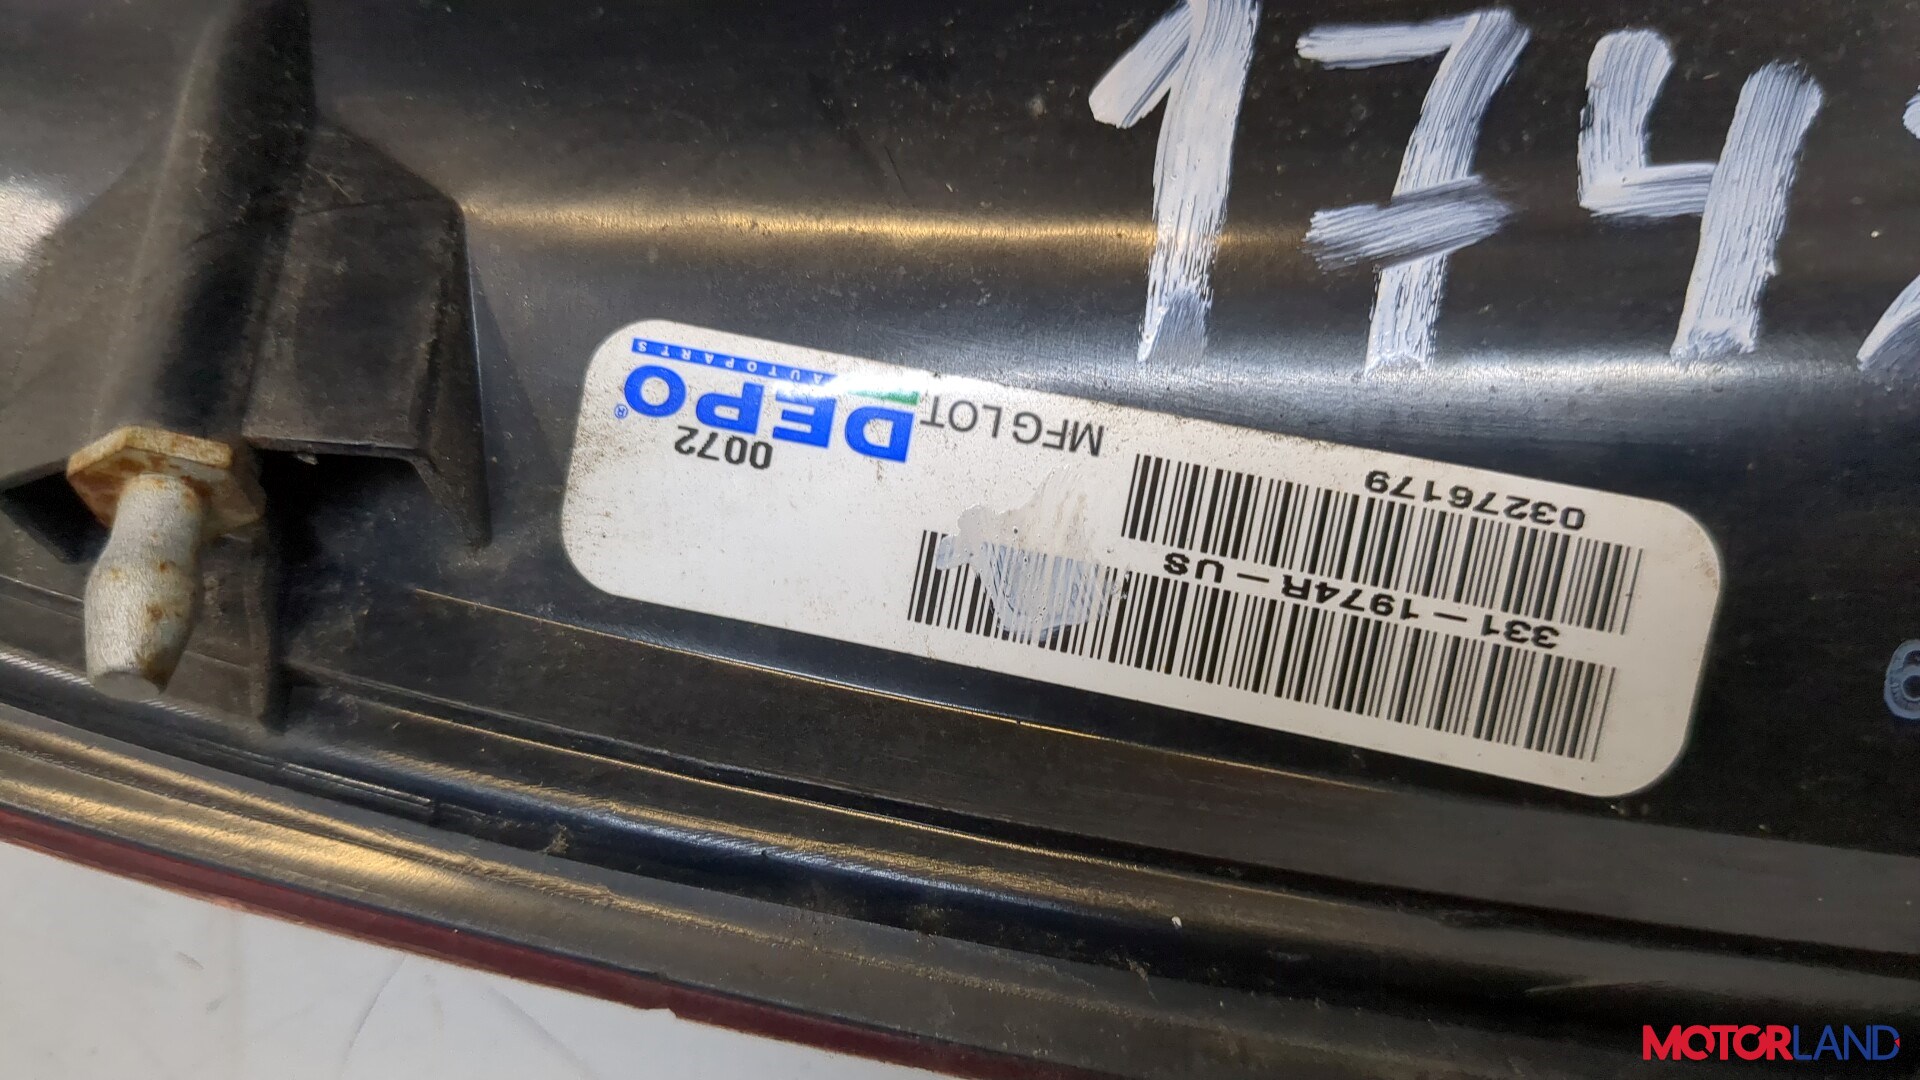 174
03276179
331-1974R-US
MFG LOT
0072
DEPO®
AUTOPARTS
MOTORLAND